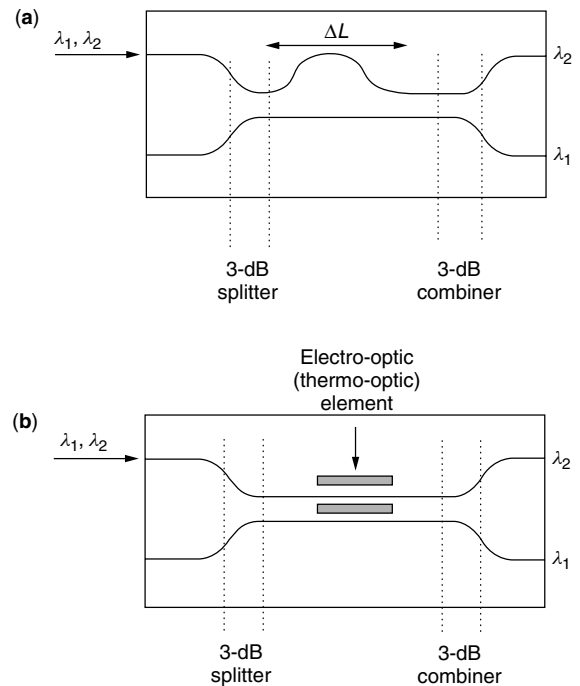 (a)
λ1, λ2
ΔL
λ2
λ1
3-dB
splitter
3-dB
combiner
Electro-optic
(thermo-optic)
element
(b)
λ1, λ2
λ2
λ1
3-dB
splitter
3-dB
combiner